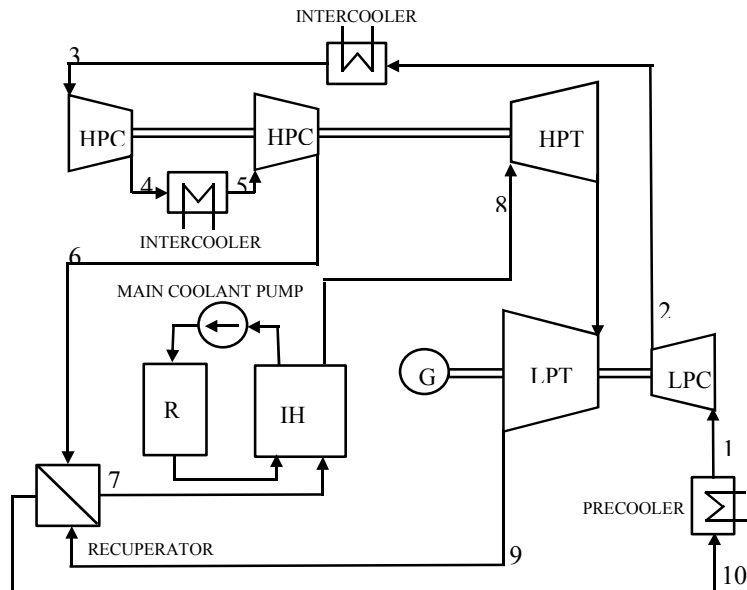 INTERCOOLER
3
HPC
HPC
HPT
4
5
8
INTERCOOLER
6
MAIN COOLANT PUMP
2
G
LPT
LPC
R
IH
1
7
PRECOOLER
RECUPERATOR
9
10